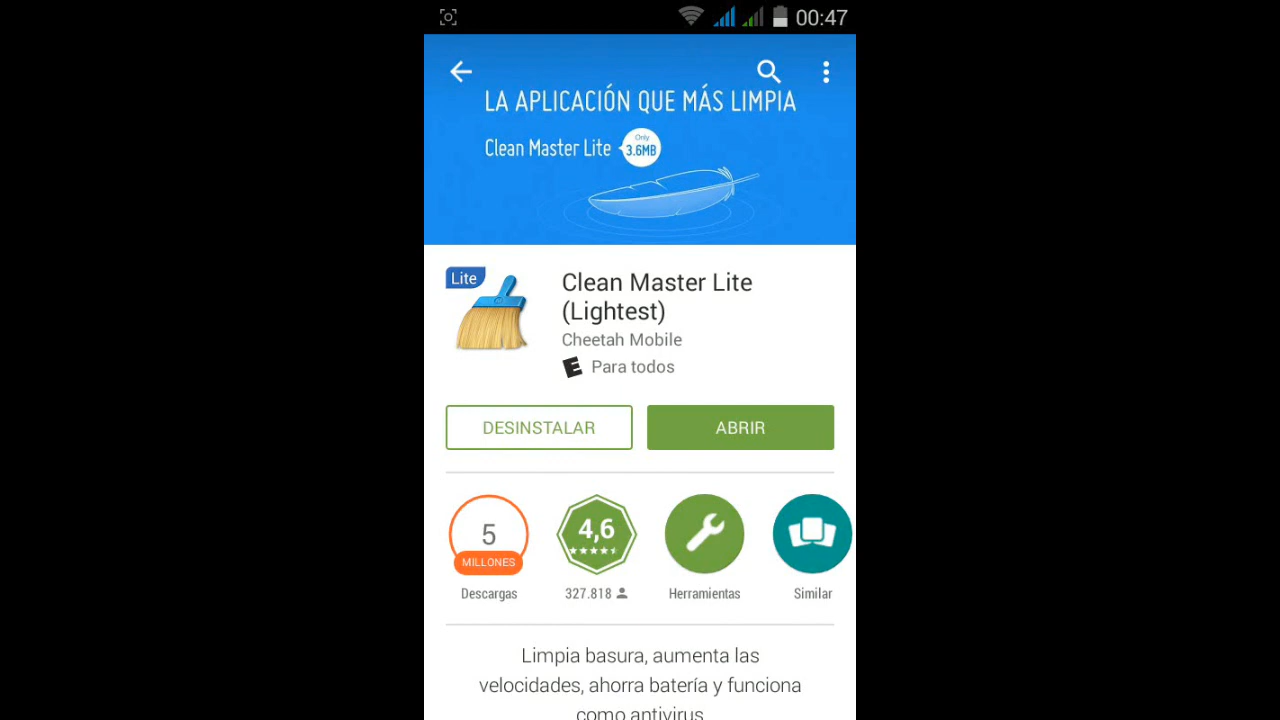 00:47
LA APLICACIÓN QUE MÁS LIMPIA
Clean Master Lite
Only
3.6MB
Lite
Clean Master Lite
(Lightest)
Cheetah Mobile
E Para todos
DESINSTALAR
ABRIR
5
MILLONES
Descargas
4,6
327.818
Herramientas
Similar
Limpia basura, aumenta las
velocidades, ahorra batería y funciona
como antivirus.